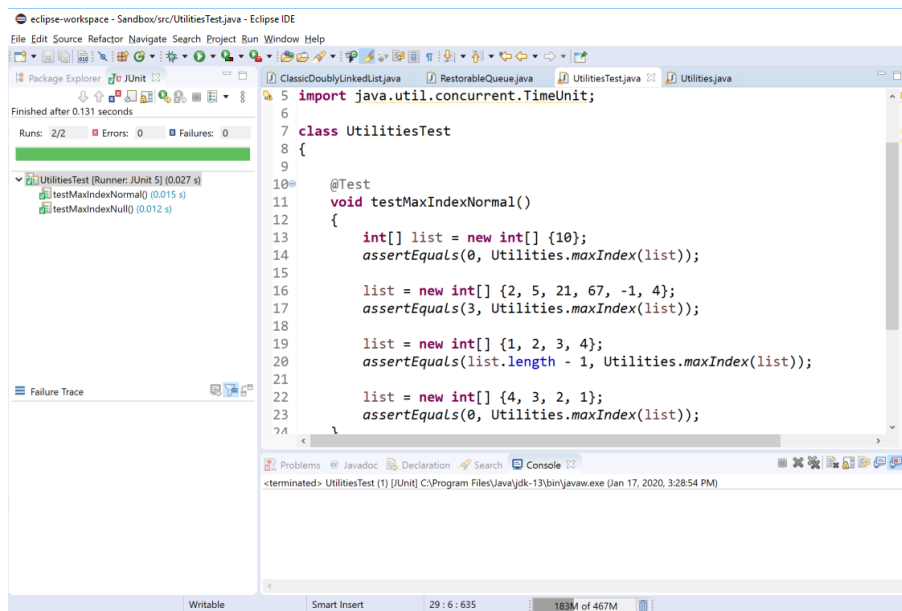 eclipse-workspace - Sandbox/src/UtilitiesTest.java - Eclipse IDE
File Edit Source Refactor Navigate Search Project Run Window Help
Package Explorer JUnit
Finished after 0.131 seconds
Runs: 2/2 Errors: 0 Failures: 0
UtilitiesTest [Runner: JUnit 5] (0.027 s)
testMaxIndexNormal() (0.015 s)
testMaxIndexNull() (0.012 s)
Failure Trace
ClassicDoublyLinkedList.java RestorableQueue.java UtilitiesTest.java Utilities.java
5 import java.util.concurrent.TimeUnit;
6
7 class UtilitiesTest
8 {
9
10 @Test
11 void testMaxIndexNormal()
12 {
13 int[] list = new int[] {10};
14 assertEquals(0, Utilities.maxIndex(list));
15
16 list = new int[] {2, 5, 21, 67, -1, 4};
17 assertEquals(3, Utilities.maxIndex(list));
18
19 list = new int[] {1, 2, 3, 4};
20 assertEquals(list.length - 1, Utilities.maxIndex(list));
21
22 list = new int[] {4, 3, 2, 1};
23 assertEquals(0, Utilities.maxIndex(list));
24 }
Problems Javadoc Declaration Search Console
<terminated> UtilitiesTest (1) [JUnit] C:\Program Files\Java\jdk-13\bin\javaw.exe (Jan 17, 2020, 3:28:54 PM)
Writable Smart Insert 29 : 6 : 635 183M of 467M